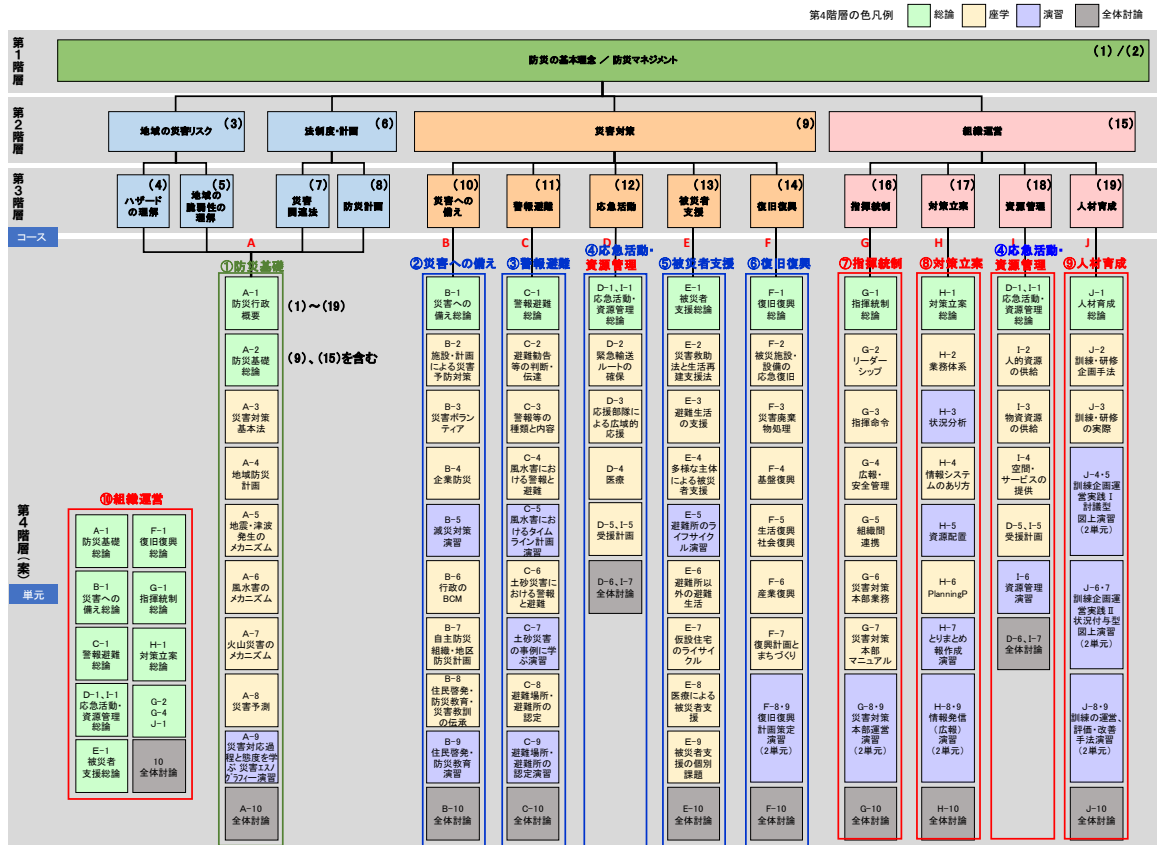 第4階層の色凡例
総論
座学
演習
全体討論
第1階層
防災の基本理念 ／ 防災マネジメント
(1) /(2)
第2階層
地域の災害リスク
(3)
法制度・計画
(6)
災害対策
(9)
組織運営
(15)
第3階層
(4)
ハザード
の理解
(5)
地域の
脆弱性の
理解
(7)
災害
関連法
(8)
防災計画
(10)
災害への
備え
(11)
警報避難
(12)
応急活動
(13)
被災者
支援
(14)
復旧復興
(16)
指揮統制
(17)
対策立案
(18)
資源管理
(19)
人材育成
コース
A
①防災基礎
B
②災害への備え
C
③警報避難
D
④応急活動・
資源管理
E
⑤被災者支援
F
⑥復旧復興
G
⑦指揮統制
H
⑧対策立案
I
④応急活動・
資源管理
J
⑨人材育成
第4階層（案）
単元
⑩組織運営
A-1
防災基礎
総論
F-1
復旧復興
総論
B-1
災害への
備え総論
G-1
指揮統制
総論
C-1
警報避難
総論
H-1
対策立案
総論
D-1、I-1
応急活動・
資源管理
総論
G-2
G-4
J-1
E-1
被災者
支援総論
10
全体討論
A-1
防災行政
概要
(1)～(19)
A-2
防災基礎
総論
(9)、(15)を含む
A-3
災害対策
基本法
A-4
地域防災
計画
A-5
地震・津波
発生の
メカニズム
A-6
風水害の
メカニズム
A-7
火山災害の
メカニズム
A-8
災害予測
A-9
災害対応過
程と態度を学
ぶ 災害エスノ
グラフィー演習
A-10
全体討論
B-1
災害への
備え総論
B-2
施設・計画
による災害
予防対策
B-3
災害ボラン
ティア
B-4
企業防災
B-5
減災対策
演習
B-6
行政の
BCM
B-7
自主防災
組織・地区
防災計画
B-8
住民啓発・
防災教育・
災害教訓
の伝承
B-9
住民啓発・
防災教育
演習
B-10
全体討論
C-1
警報避難
総論
C-2
避難勧告
等の判断・
伝達
C-3
警報等の
種類と内容
C-4
風水害にお
ける警報と
避難
C-5
風水害にお
けるタイム
ライン計画
演習
C-6
土砂災害に
おける警報
と避難
C-7
土砂災害
の事例に学
ぶ演習
C-8
避難場所・
避難所の
認定
C-9
避難場所・
避難所の
認定演習
C-10
全体討論
D-1、I-1
応急活動・
資源管理
総論
D-2
緊急輸送
ルートの
確保
D-3
応援部隊に
よる広域的
応援
D-4
医療
D-5、I-5
受援計画
D-6、I-7
全体討論
E-1
被災者
支援総論
E-2
災害救助
法と生活再
建支援法
E-3
避難生活
の支援
E-4
多様な主体
による被災
者支援
E-5
避難所のラ
イフサイク
ル演習
E-6
避難所以
外の避難
生活
E-7
仮設住宅
のライサイ
クル
E-8
医療による
被災者支
援
E-9
被災者支
援の個別
課題
E-10
全体討論
F-1
復旧復興
総論
F-2
被災施設・
設備の
応急復旧
F-3
災害廃棄
物処理
F-4
基盤復興
F-5
生活復興
社会復興
F-6
産業復興
F-7
復興計画と
まちづくり
F-8・9
復旧復興
計画策定
演習
(2単元)
F-10
全体討論
G-1
指揮統制
総論
G-2
リーダー
シップ
G-3
指揮命令
G-4
広報・
安全管理
G-5
組織間
連携
G-6
災害対策
本部業務
G-7
災害対策
本部
マニュアル
G-8・9
災害対策
本部運営
演習
(2単元)
G-10
全体討論
H-1
対策立案
総論
H-2
業務体系
H-3
状況分析
H-4
情報システ
ムのあり方
H-5
資源配置
H-6
PlanningP
H-7
とりまとめ
報作成
演習
H-8・9
情報発信
(広報)
演習
(2単元)
H-10
全体討論
D-1、I-1
応急活動・
資源管理
総論
I-2
人的資源
の供給
I-3
物資資源
の供給
I-4
空間・
サービスの
提供
D-5、I-5
受援計画
I-6
資源管理
演習
D-6、I-7
全体討論
J-1
人材育成
総論
J-2
訓練・研修
企画手法
J-3
訓練・研修
の実際
J-4・5
訓練企画運
営実践Ⅰ
討議型
図上演習
(2単元)
J-6・7
訓練企画運
営実践Ⅱ
状況付与型
図上演習
(2単元)
J-8・9
訓練の運営、
評価・改善
手法演習
(2単元)
J-10
全体討論